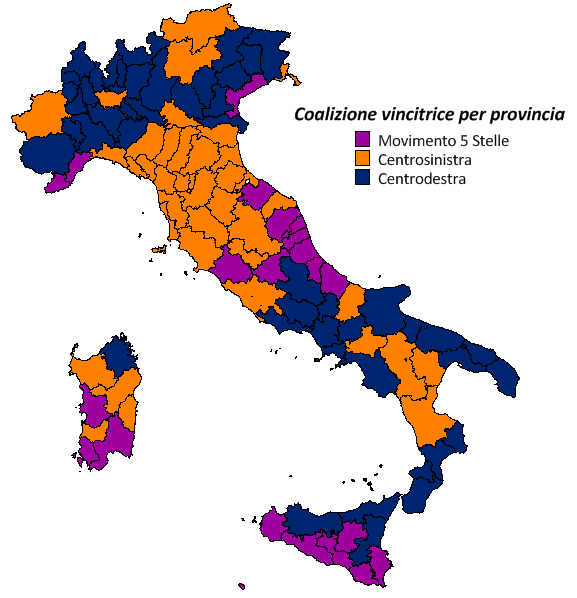 Coalizione vincitrice per provincia
Movimento 5 Stelle
Centrosinistra
Centrodestra